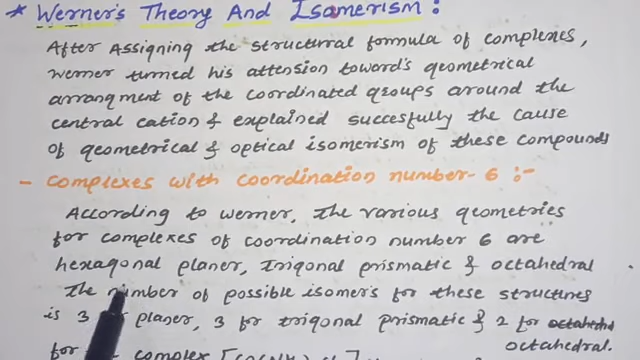 * Werner's Theory And Isomerism :
After Assigning the structural formula of complexes,
Werner turned his attension toward's geometrical
arrangment of the coordinated groups around the
central cation & explained succesfully the cause
of geometrical & optical isomerism of these compounds
- Complexes with coordination number-6 :-
According to werner, the various geometries
for complexes of coordination number 6 are
hexagonal planer, trigonal prismatic & octahedral
The number of possible isomers for these structures
is 3 planer, 3 for trigonal prismatic & 2 for octahedral
octahedral.
for complex